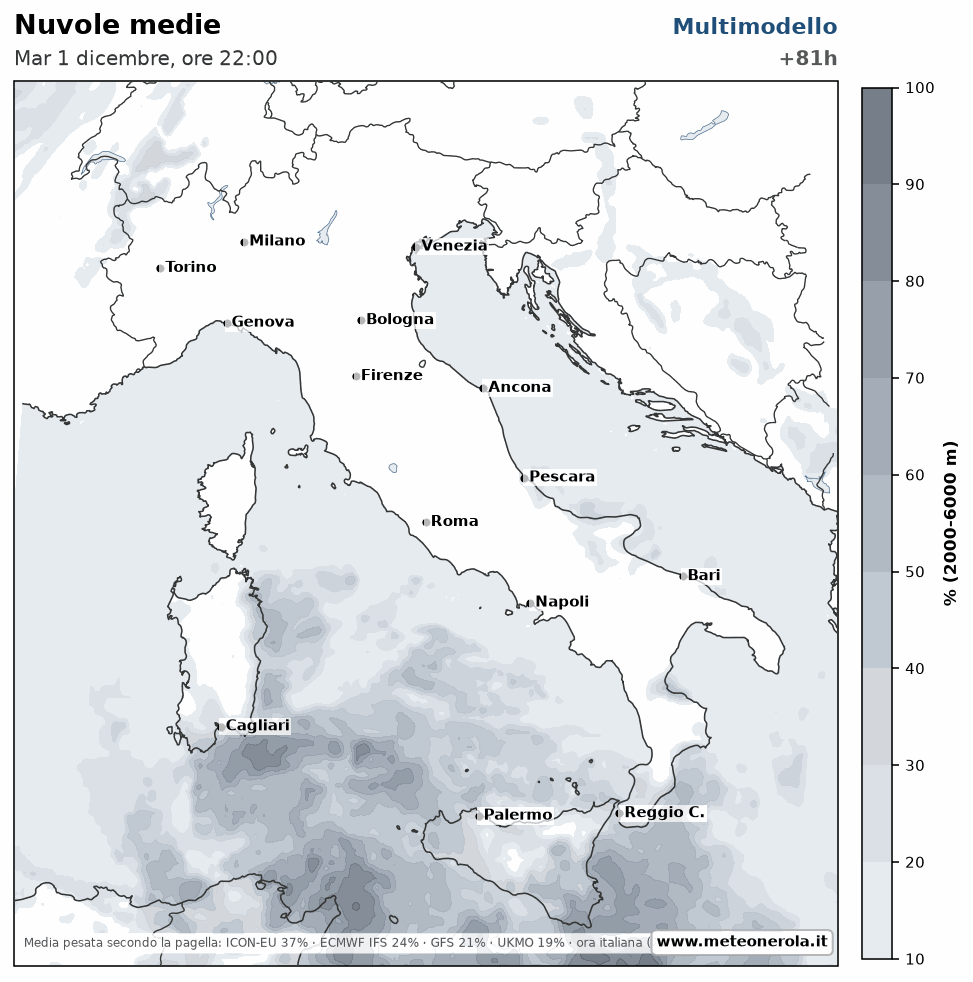 Nuvole medie
Multimodello
Mar 1 dicembre, ore 22:00
+81h
Milano
Venezia
Torino
Genova
Bologna
Firenze
Ancona
Pescara
Roma
Bari
Napoli
Cagliari
Palermo
Reggio C.
100
90
80
70
60
50
40
30
20
10
% (2000-6000 m)
Media pesata secondo la pagella: ICON-EU 37% · ECMWF IFS 24% · GFS 21% · UKMO 19% · ora italiana (
www.meteonerola.it